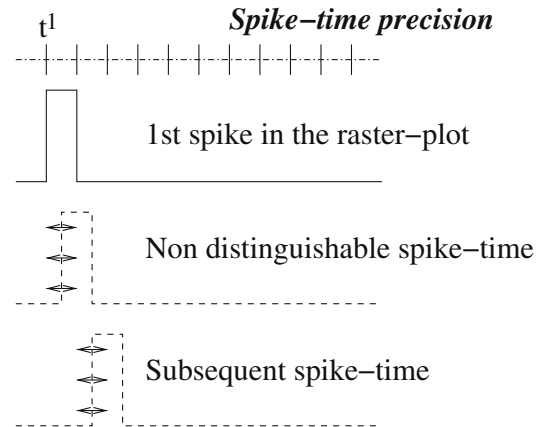 Spike−time precision
t¹
1st spike in the raster−plot
Non distinguishable spike−time
Subsequent spike−time